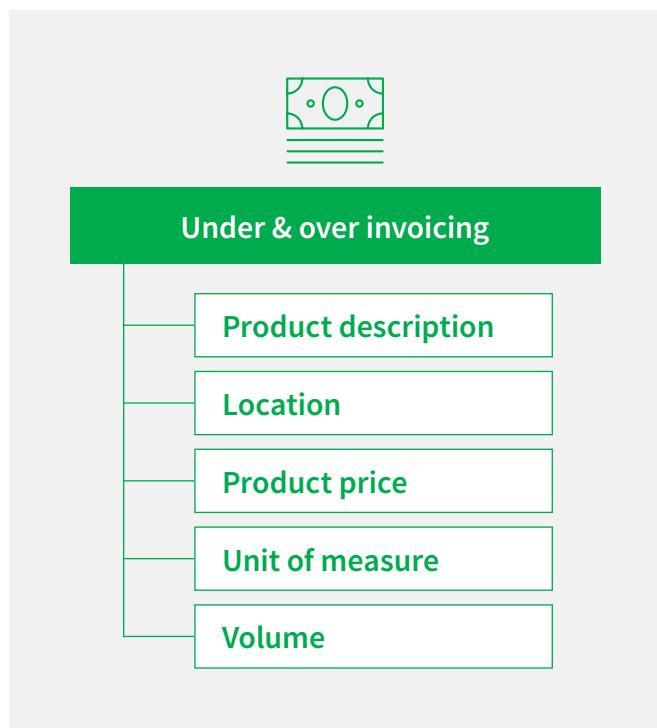 Under & over invoicing
Product description
Location
Product price
Unit of measure
Volume